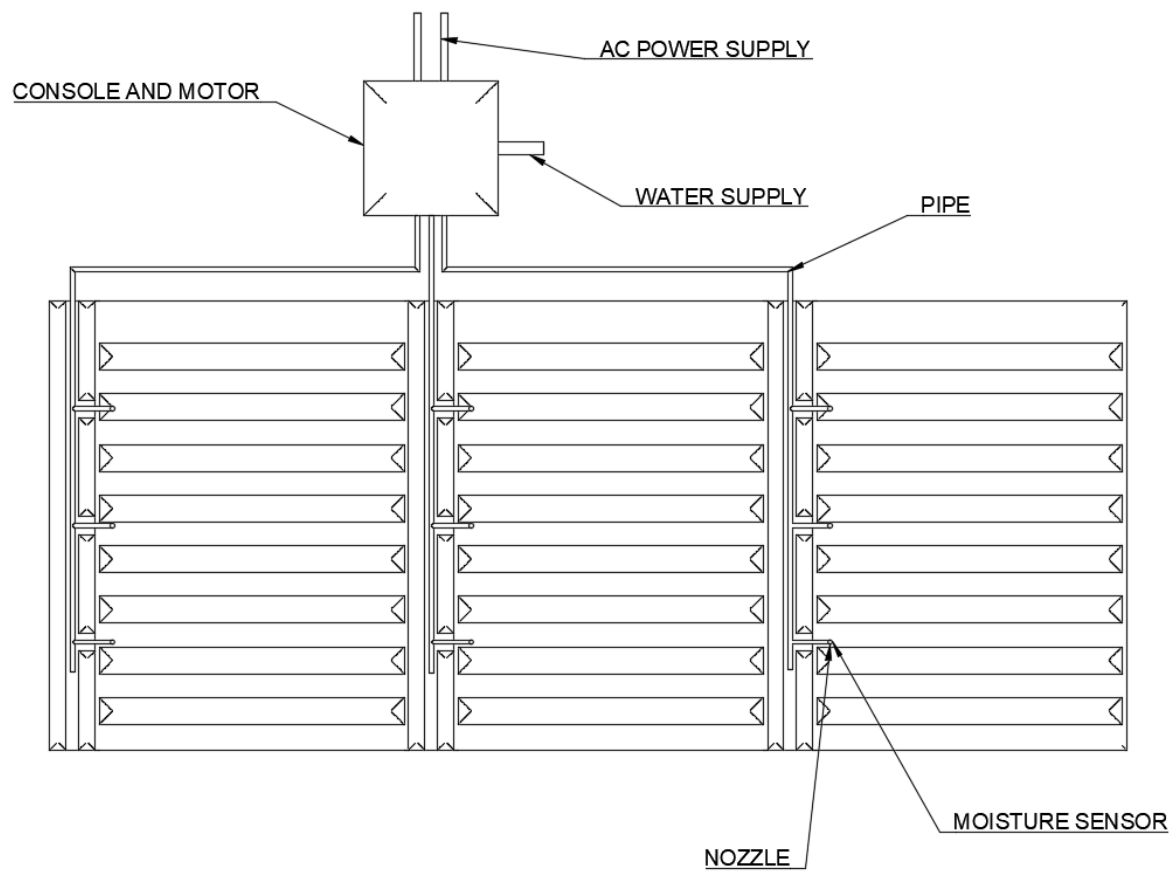 AC POWER SUPPLY
CONSOLE AND MOTOR
WATER SUPPLY
PIPE
MOISTURE SENSOR
NOZZLE